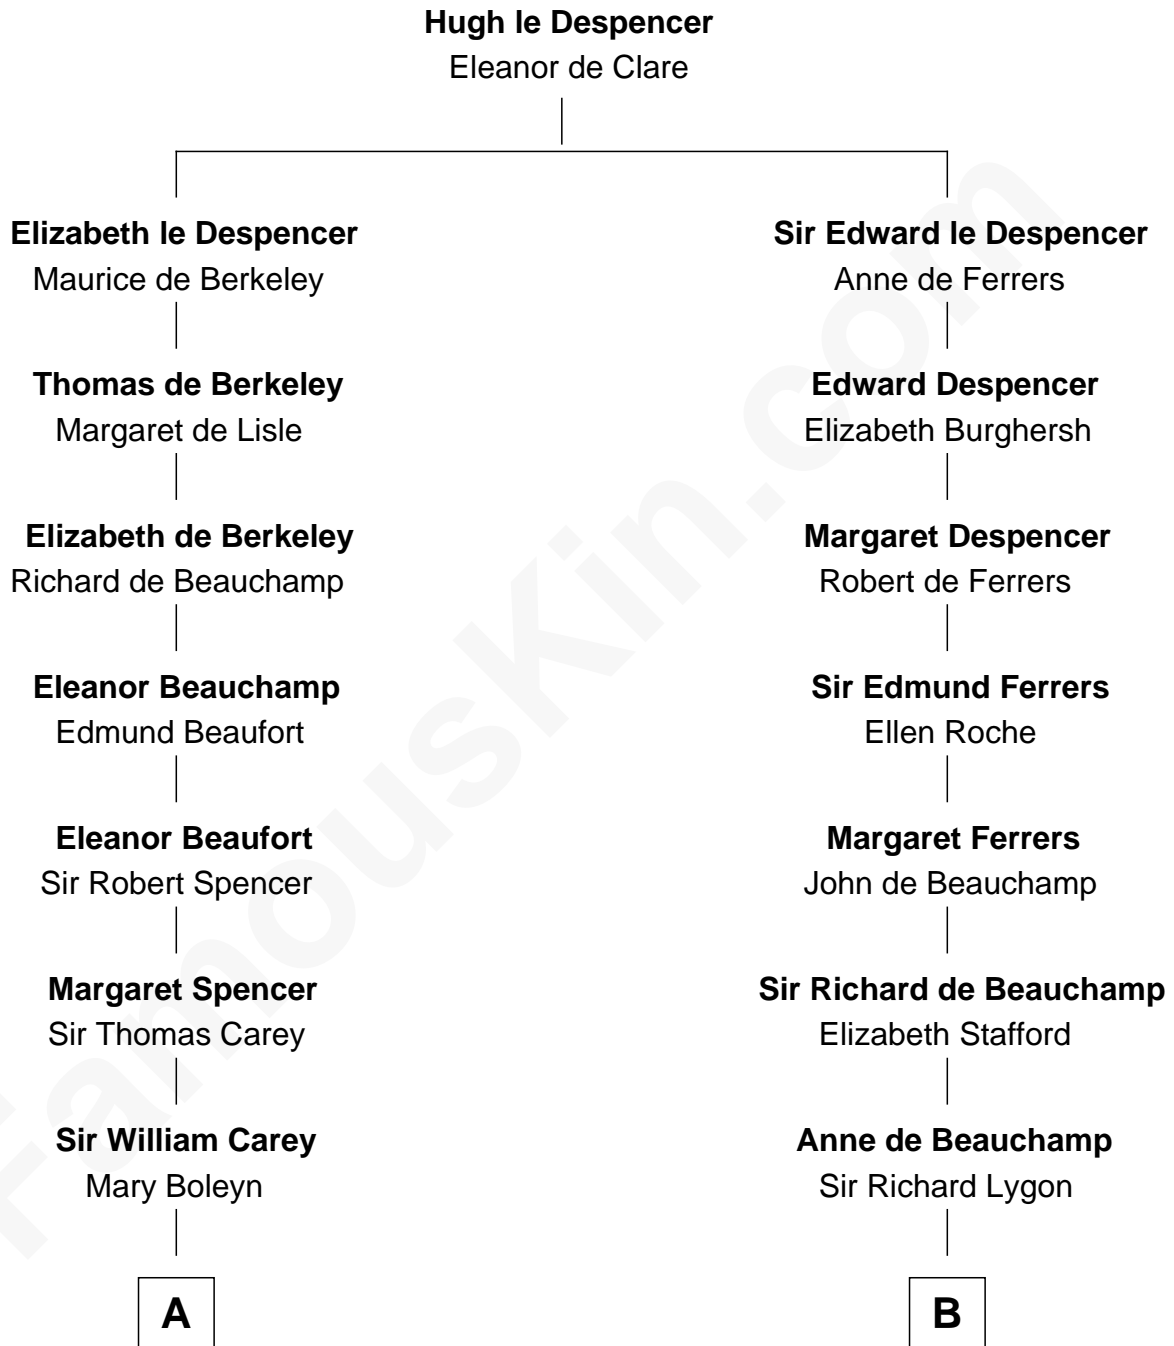 Hugh le Despencer
Eleanor de Clare
Elizabeth le Despencer
Maurice de Berkeley
Sir Edward le Despencer
Anne de Ferrers
Thomas de Berkeley
Margaret de Lisle
Edward Despencer
Elizabeth Burghersh
Elizabeth de Berkeley
Richard de Beauchamp
Margaret Despencer
Robert de Ferrers
Eleanor Beauchamp
Edmund Beaufort
Sir Edmund Ferrers
Ellen Roche
Eleanor Beaufort
Sir Robert Spencer
Margaret Ferrers
John de Beauchamp
Margaret Spencer
Sir Thomas Carey
Sir Richard de Beauchamp
Elizabeth Stafford
Sir William Carey
Mary Boleyn
Anne de Beauchamp
Sir Richard Lygon
A
B
FamousKin.com